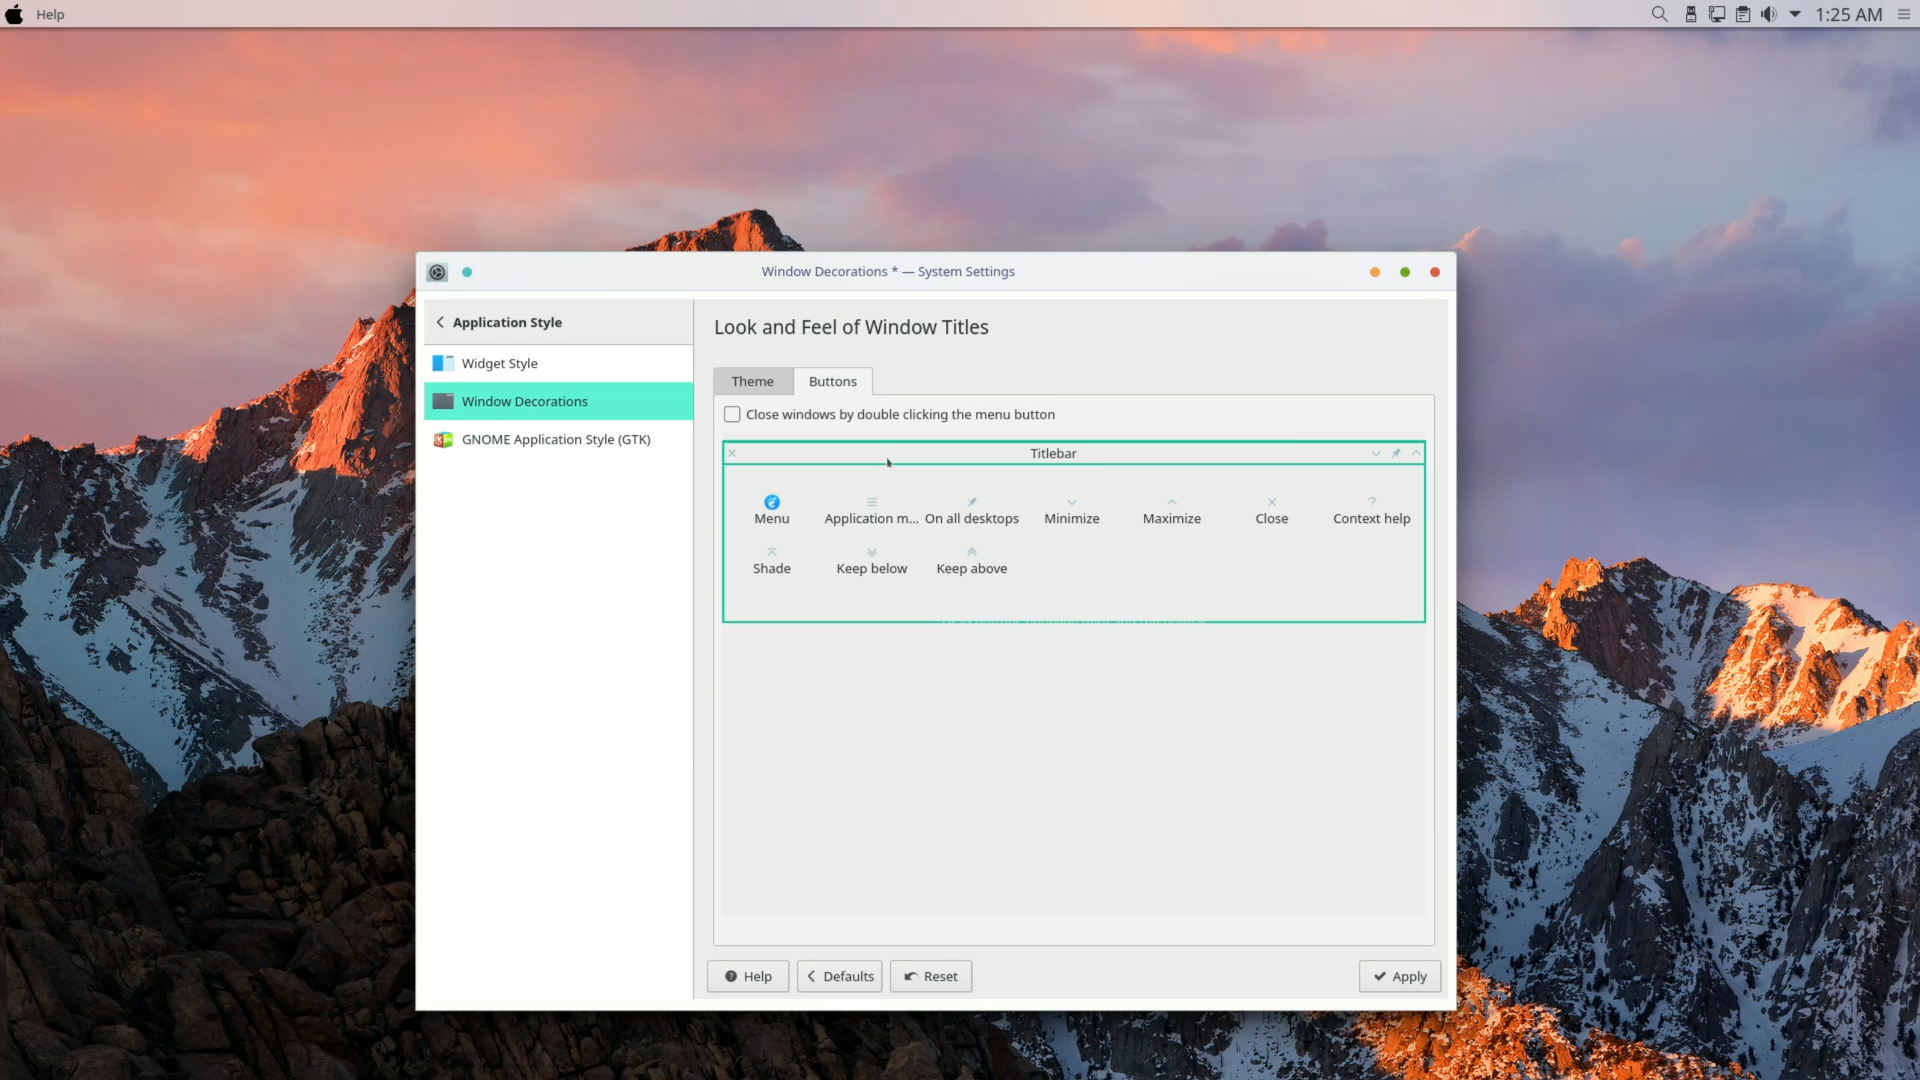 Help
1:25 AM
Window Decorations * — System Settings
Application Style
Widget Style
Window Decorations
GNOME Application Style (GTK)
Look and Feel of Window Titles
Theme
Buttons
Close windows by double clicking the menu button
Titlebar
Menu
Application m...
On all desktops
Minimize
Maximize
Close
Context help
Shade
Keep below
Keep above
Help
Defaults
Reset
Apply